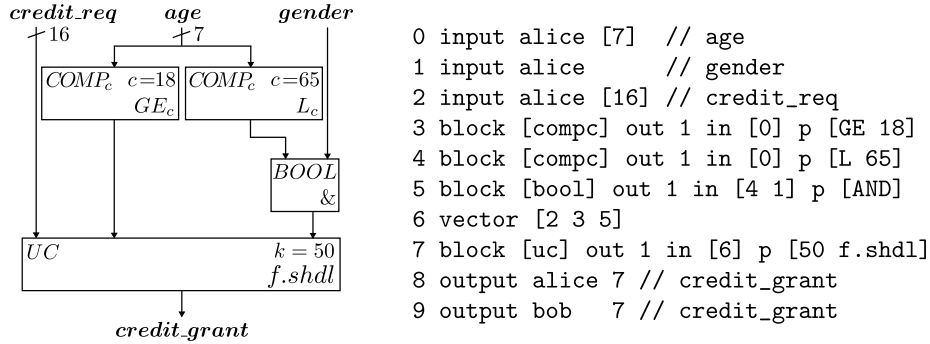 credit_req age gender
16 7
COMPc c=18 COMPc c=65
GEc Lc
BOOL
&
UC k = 50
f.shdl
credit_grant
0 input alice [7]  // age
1 input alice      // gender
2 input alice [16] // credit_req
3 block [compc] out 1 in [0] p [GE 18]
4 block [compc] out 1 in [0] p [L 65]
5 block [bool] out 1 in [4 1] p [AND]
6 vector [2 3 5]
7 block [uc] out 1 in [6] p [50 f.shdl]
8 output alice 7 // credit_grant
9 output bob   7 // credit_grant